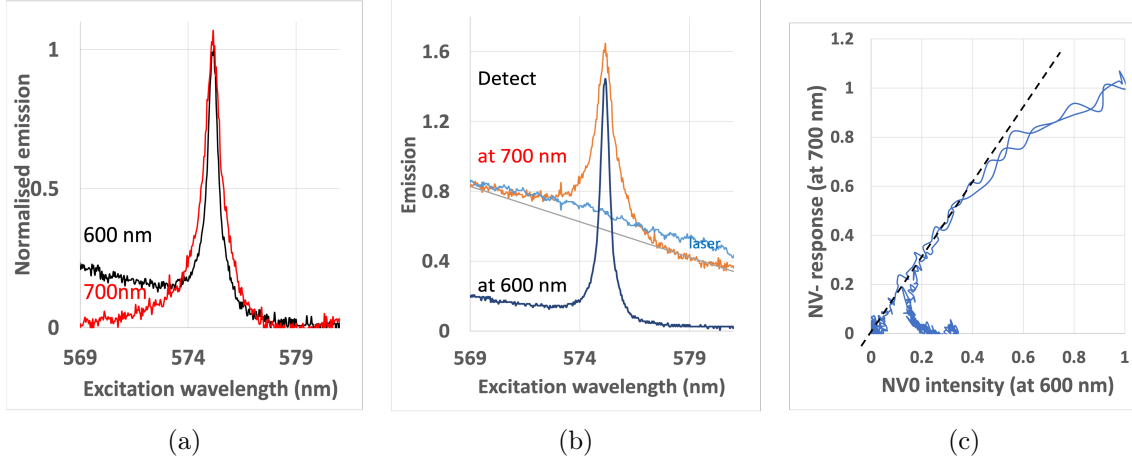 Normalised emission
1
0.5
0
600 nm
700nm
569
574
579
Excitation wavelength (nm)
(a)
Emission
1.6
1.2
0.8
0.4
0
Detect
at 700 nm
laser
at 600 nm
569
574
579
Excitation wavelength (nm)
(b)
NV- response (at 700 nm)
1.2
1
0.8
0.6
0.4
0.2
0
0
0.2
0.4
0.6
0.8
1
NV0 intensity (at 600 nm)
(c)